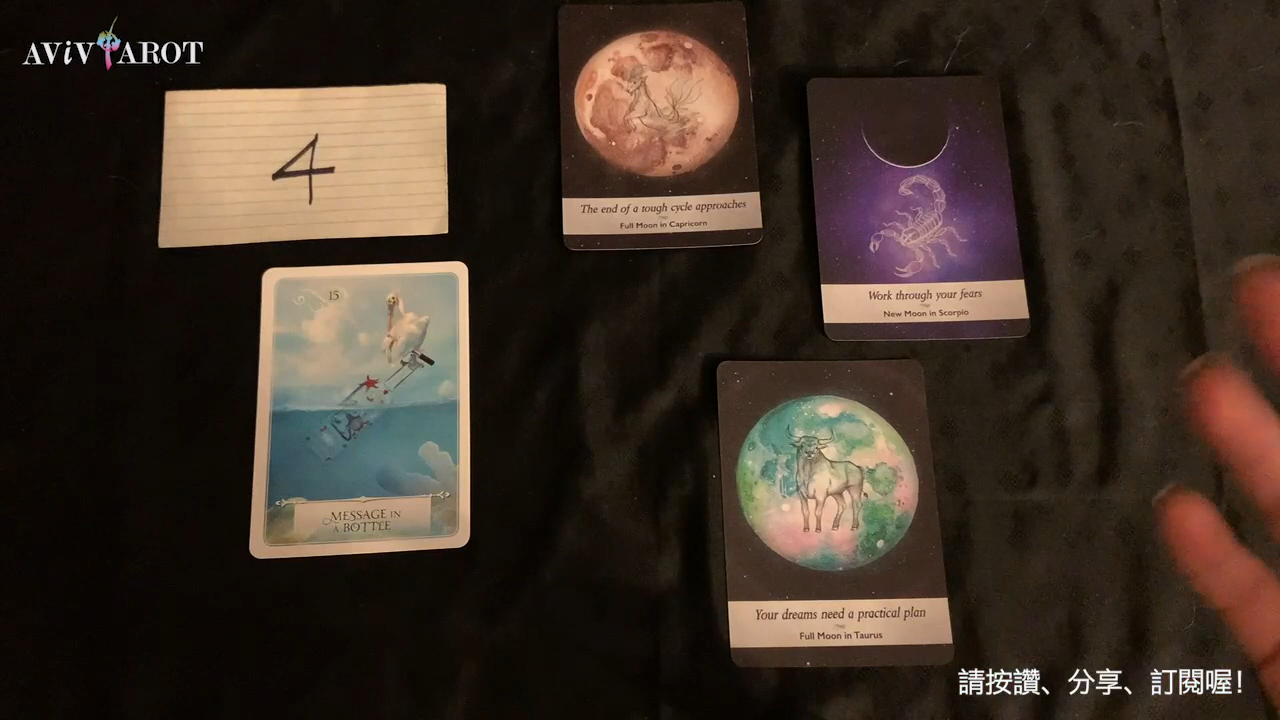 AViV TAROT
4
The end of a tough cycle approaches
Full Moon in Capricorn
Work through your fears
New Moon in Scorpio
15
MESSAGE IN
A BOTTLE
Your dreams need a practical plan
Full Moon in Taurus
請按讚、分享、訂閱喔!